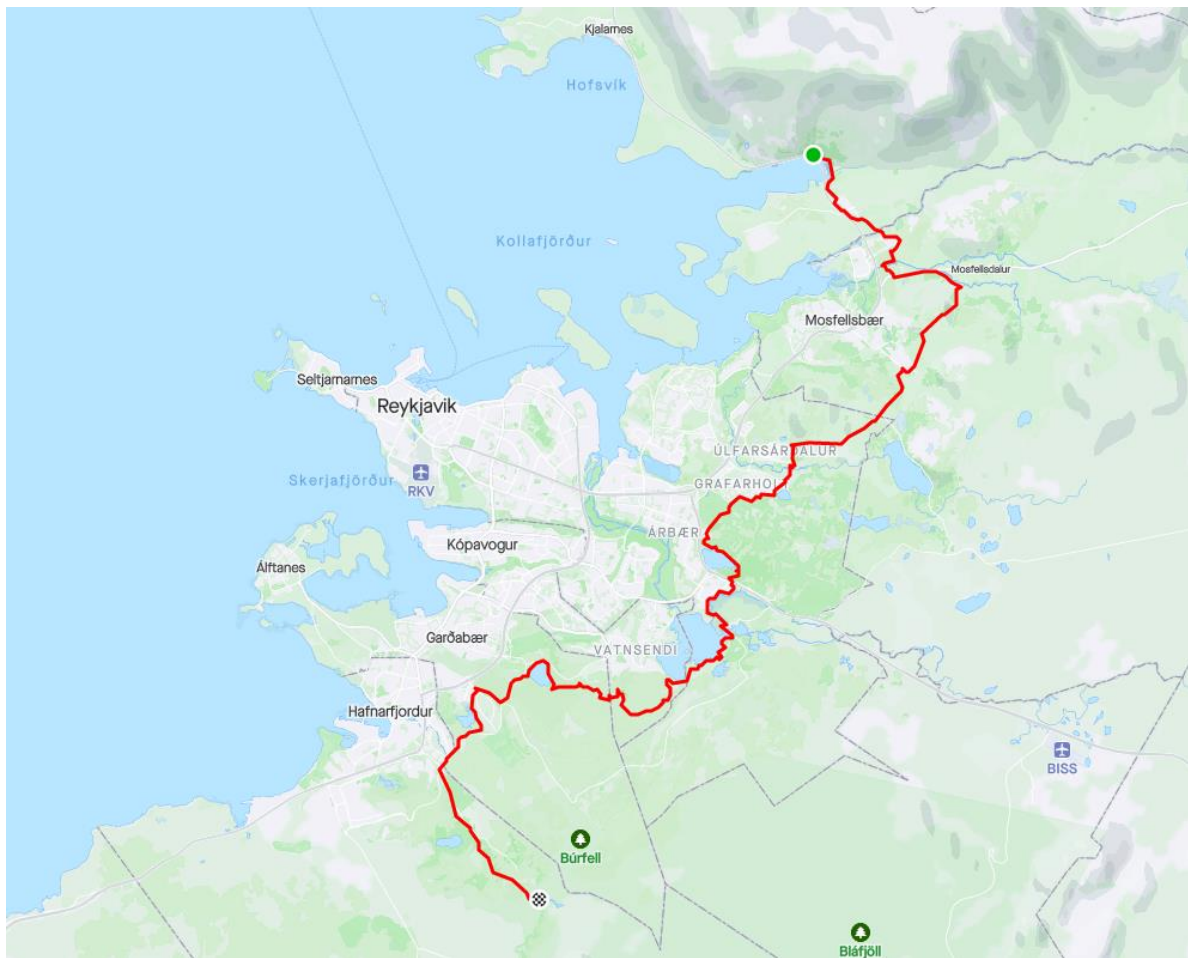 Kjalarnes
Hofsvík
Kollafjörður
Mosfellsdalur
Mosfellsbær
Seltjarnarnes
Reykjavik
ÚLFARSÁRDALUR
Skerjafjörður
RKV
GRAFARHOLT
ÁRBÆR
Kópavogur
Álftanes
Garðabær
VATNSENDI
Hafnarfjordur
BISS
Búrfell
Bláfjöll